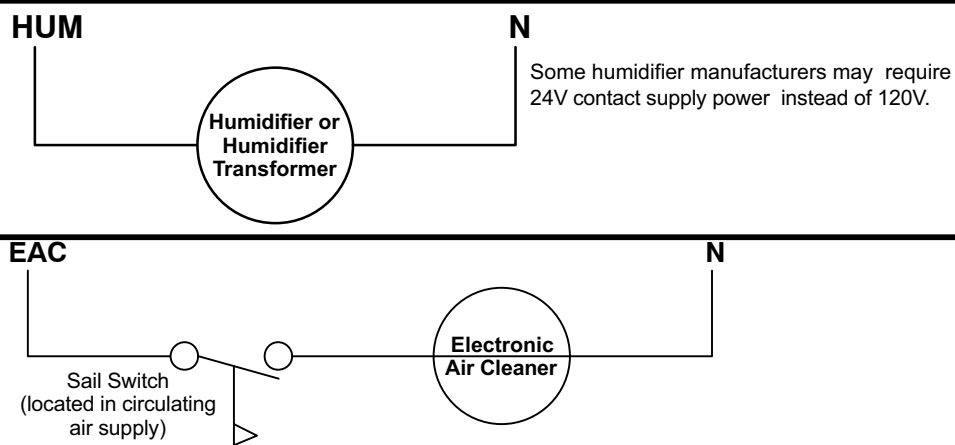 HUM N
Some humidifier manufacturers may require
24V contact supply power instead of 120V.
Humidifier or
Humidifier
Transformer
EAC N
Sail Switch
(located in circulating
air supply)
Electronic
Air Cleaner